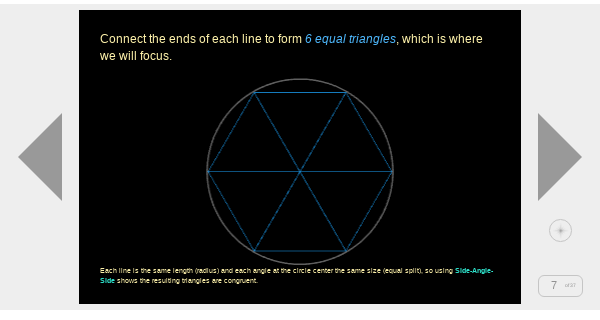 Connect the ends of each line to form 6 equal triangles, which is where
we will focus.
Each line is the same length (radius) and each angle at the circle center the same size (equal split), so using Side-Angle-
Side shows the resulting triangles are congruent.
7